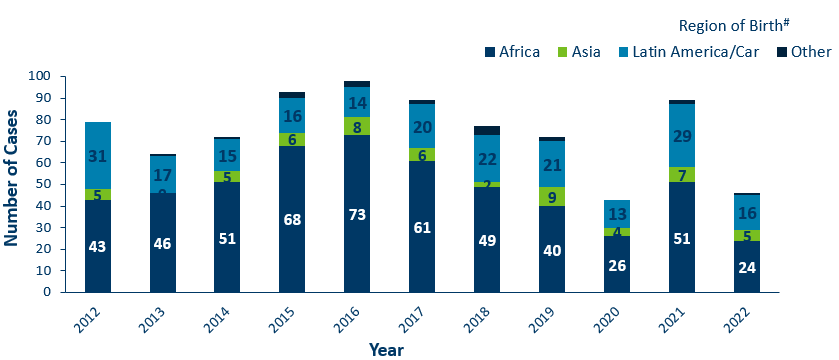 Region of Birth#
Africa Asia Latin America/Car Other
Number of Cases
100
90
80
70
60
50
40
30
20
10
0
31 17 15 16 14 20 22 21 13 29 16
5 0 5 6 8 6 2 9 4 7 5
43 46 51 68 73 61 49 40 26 51 24
2012 2013 2014 2015 2016 2017 2018 2019 2020 2021 2022
Year